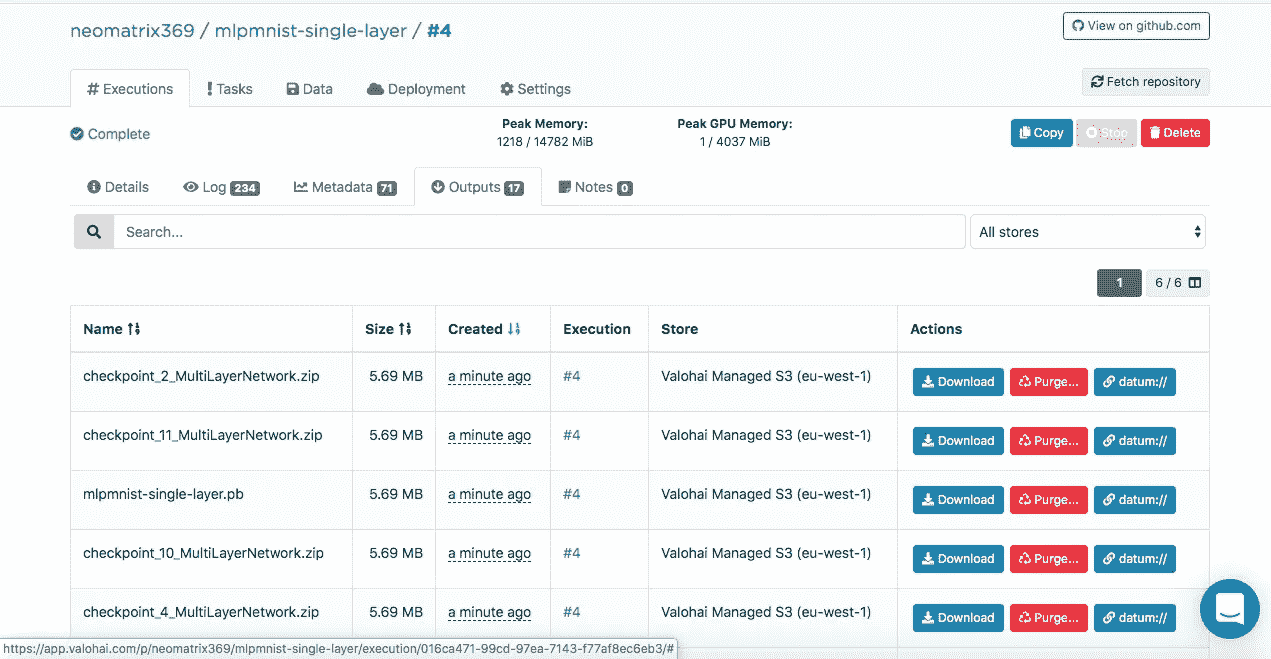 neomatrix369 / mlpmnist-single-layer / #4
View on github.com
# Executions Tasks Data Deployment Settings
Fetch repository
Complete
Peak Memory:
1218 / 14782 MiB
Peak GPU Memory:
1 / 4037 MiB
Copy Stop Delete
Details Log 234 Metadata 71 Outputs 17 Notes 0
Search... All stores
1 6 / 6
Name Size Created Execution Store Actions
checkpoint_2_MultiLayerNetwork.zip 5.69 MB a minute ago #4 Valohai Managed S3 (eu-west-1) Download Purge... datum://
checkpoint_11_MultiLayerNetwork.zip 5.69 MB a minute ago #4 Valohai Managed S3 (eu-west-1) Download Purge... datum://
mlpmnist-single-layer.pb 5.69 MB a minute ago #4 Valohai Managed S3 (eu-west-1) Download Purge... datum://
checkpoint_10_MultiLayerNetwork.zip 5.69 MB a minute ago #4 Valohai Managed S3 (eu-west-1) Download Purge... datum://
checkpoint_4_MultiLayerNetwork.zip 5.69 MB a minute ago #4 Valohai Managed S3 (eu-west-1) Download Purge... datum://
https://app.valohai.com/p/neomatrix369/mlpmnist-single-layer/execution/016ca471-99cd-97ea-7143-f77af8ec6eb3/#